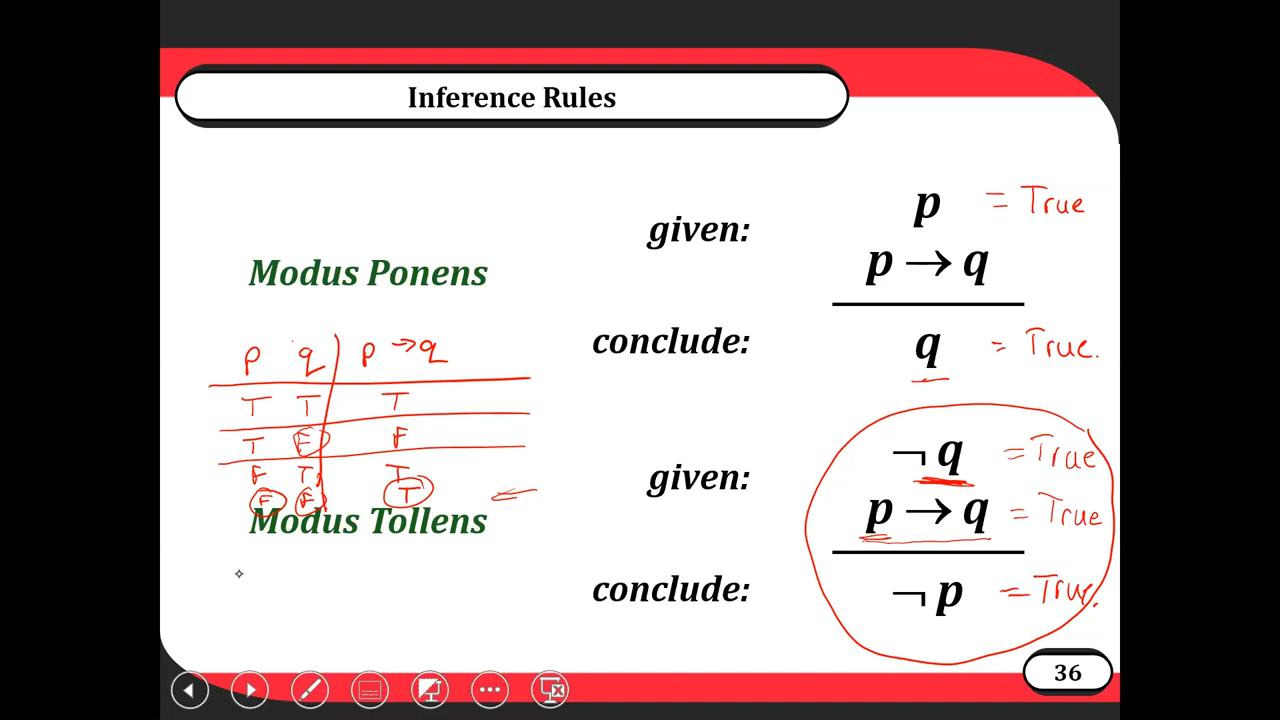 Inference Rules
given:
p = True
p → q
Modus Ponens
conclude:
q = True.
p q | p → q
T T T
T F F
F T T
F F T
given:
¬ q = True
p → q = True
Modus Tollens
conclude:
¬ p = True.
36